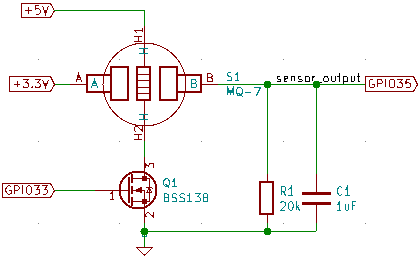 +5V
H1
+3.3V
A
A
B
B
S1
MQ-7
sensor_output
GPIO35
H2
3
GPIO33
1
Q1
BSS138
2
R1
20k
C1
1uF